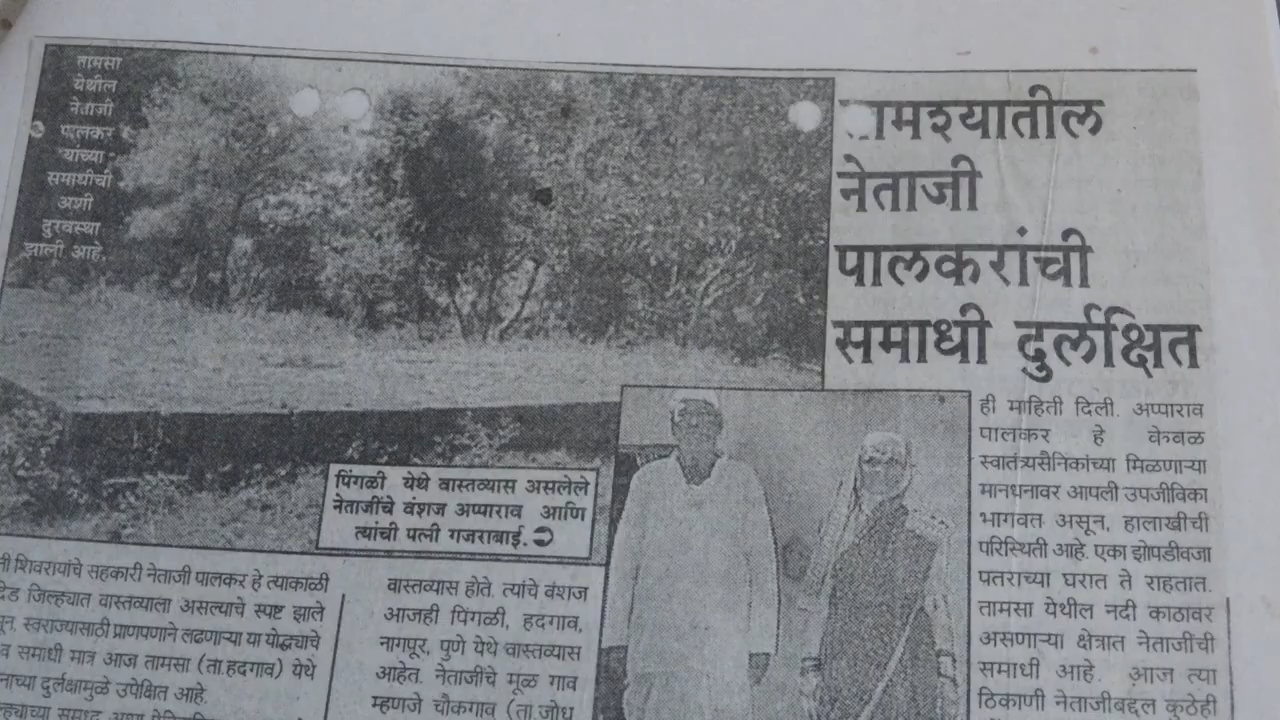 तामसा
येथील
नेताजी
पालकर
यांच्या
समाधीची
अशी
दुरवस्था
झाली आहे.
ामश्यातील
नेताजी
पालकरांची
समाधी दुर्लक्षित
पिंगळी येथे वास्तव्यास असलेले
नेताजींचे वंशज अप्पाराव आणि
त्यांची पत्नी गजराबाई.
शिवरायांचे सहकारी नेताजी पालकर हे त्याकाळी
जिल्ह्यात वास्तव्याला असल्याचे स्पष्ट झाले
स्वराज्यासाठी प्राणपणाने लढणाऱ्या या योद्ध्याचे
समाधी मात्र आज तामसा (ता.हदगाव) येथे
दुर्लक्षामुळे उपेक्षित आहे.
वास्तव्यास होते. त्यांचे वंशज
आजही पिंगळी, हदगाव,
नागपूर, पुणे येथे वास्तव्यास
आहेत. नेताजींचे मूळ गाव
म्हणजे चौकगाव (ता.जोध
ही माहिती दिली. अप्पाराव
पालकर हे केवळ
स्वातंत्र्यसैनिकांच्या मिळणाऱ्या
मानधनावर आपली उपजीविका
भागवत असून, हालाखीची
परिस्थिती आहे. एका झोपडीवजा
पतराच्या घरात ते राहतात.
तामसा येथील नदी काठावर
असणाऱ्या क्षेत्रात नेताजींची
समाधी आहे. आज त्या
ठिकाणी नेताजीबद्दल कुठेही